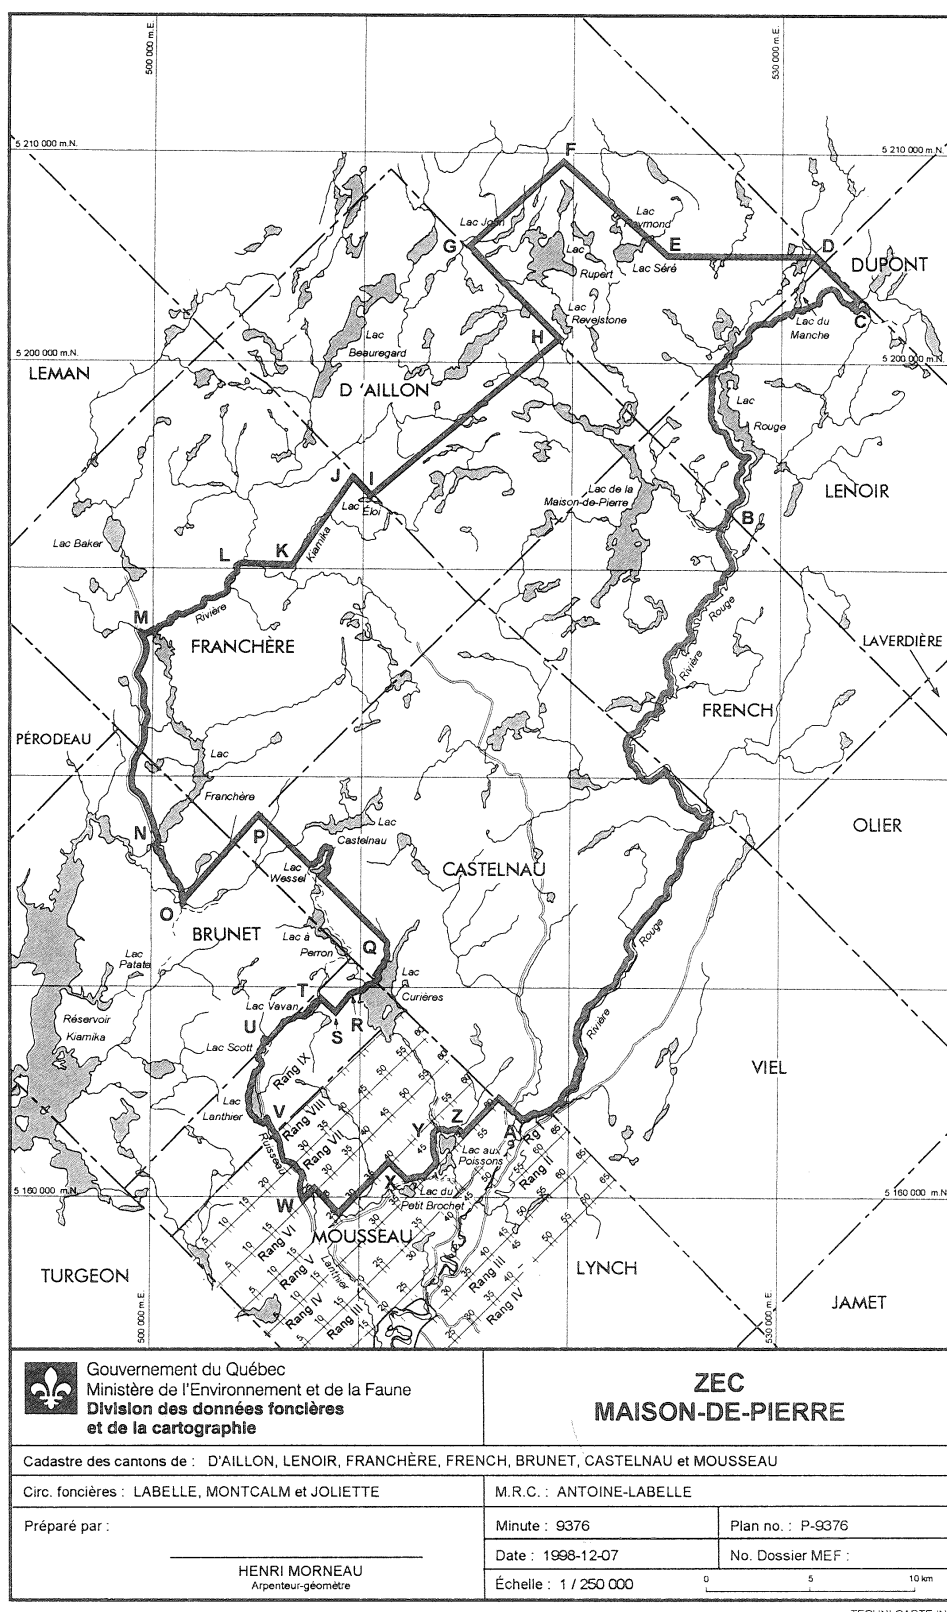 500 000 m.E.
530 000 m.E.
5 210 000 m.N.
5 210 000 m.N.
F
Lac John
Lac
Raymond
G
E
D
Lac
Rupert
Lac Séré
DUPONT
Lac
Revelstone
C
Lac du
Manche
H
Lac
Beauregard
5 200 000 m.N.
5 200 000 m.N.
LEMAN
D 'AILLON
Lac
Rouge
J
I
Lac
Éloi
Lac de la
Maison-de-Pierre
LENOIR
B
Lac Baker
L
K
Kiamika
M
Rivière
Rouge
FRANCHÈRE
LAVERDIÈRE
Rivière
FRENCH
PÉRODEAU
Lac
Franchère
N
P
Lac
Castelnau
OLIER
Lac
Wessel
CASTELNAU
O
BRUNET
Lac à
Perron
Q
Rouge
Lac
Patate
T
Lac
Curières
Lac Vavan
Réservoir
Kiamika
U
S
R
Rivière
Lac Scott
Rang IX
VIEL
Lac
Lanthier
V
Rang VIII
Y
Z
A
Rg I
Ruisseau
Rang VII
Lac aux
Poissons
Rang II
5 160 000 m.N.
W
X
Lac du
Petit Brochet
5 160 000 m.N.
MOUSSEAU
Rang VI
Rang V
Lanthier
Rang III
LYNCH
TURGEON
Rang IV
Rang III
Rang IV
JAMET
500 000 m.E.
530 000 m.E.
Gouvernement du Québec
Ministère de l'Environnement et de la Faune
Division des données foncières
et de la cartographie
ZEC
MAISON-DE-PIERRE
Cadastre des cantons de : D'AILLON, LENOIR, FRANCHÈRE, FRENCH, BRUNET, CASTELNAU et MOUSSEAU
Circ. foncières : LABELLE, MONTCALM et JOLIETTE
M.R.C. : ANTOINE-LABELLE
Préparé par :
HENRI MORNEAU
Arpenteur-géomètre
Minute : 9376
Plan no. : P-9376
Date : 1998-12-07
No. Dossier MEF :
Échelle : 1 / 250 000
0 5 10 km